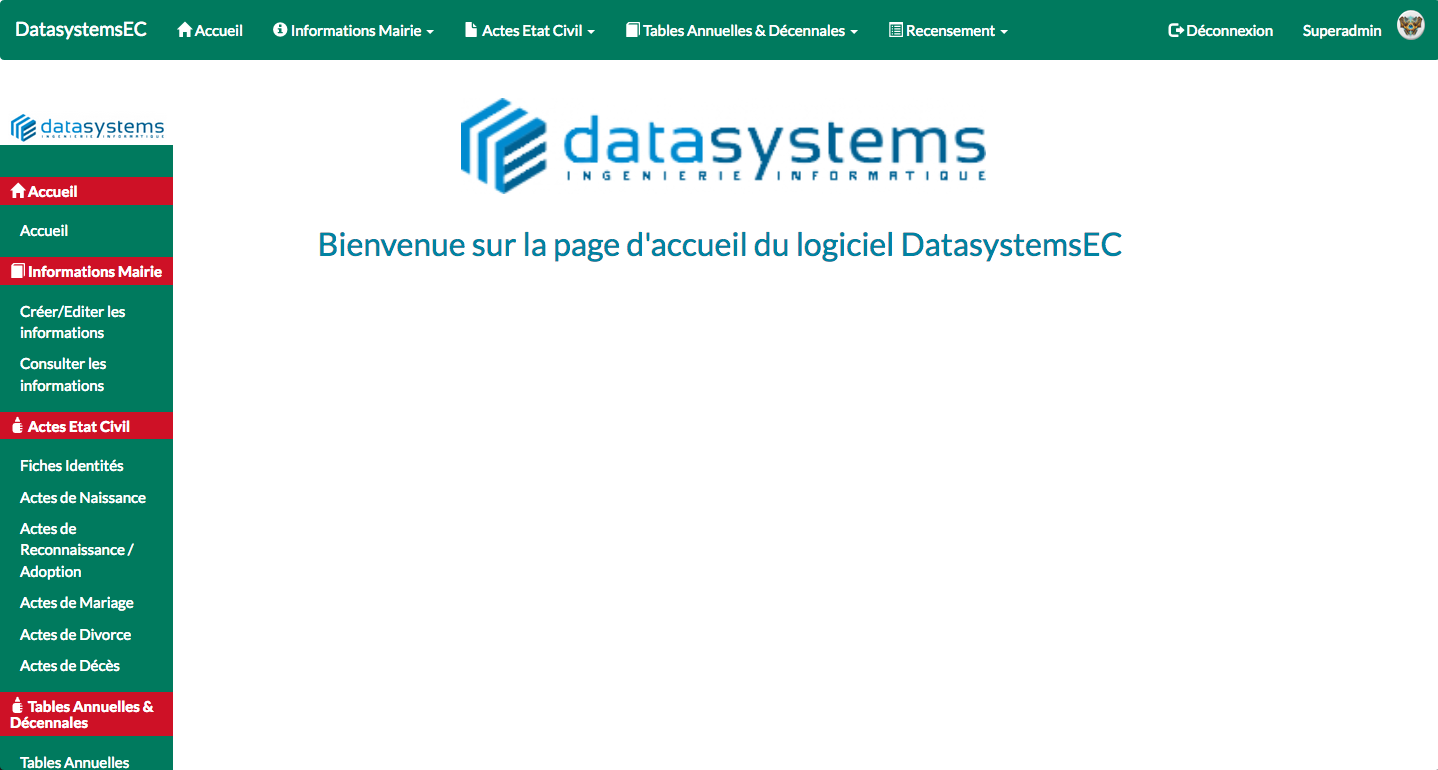 DatasystemsEC Accueil Informations Mairie Actes Etat Civil Tables Annuelles & Décennales Recensement Déconnexion Superadmin
datasystems
INGENIERIE INFORMATIQUE
Accueil
Accueil
Informations Mairie
Créer/Editer les
informations
Consulter les
informations
Actes Etat Civil
Fiches Identités
Actes de Naissance
Actes de
Reconnaissance /
Adoption
Actes de Mariage
Actes de Divorce
Actes de Décès
Tables Annuelles &
Décennales
Tables Annuelles
datasystems
INGENIERIE INFORMATIQUE
Bienvenue sur la page d'accueil du logiciel DatasystemsEC